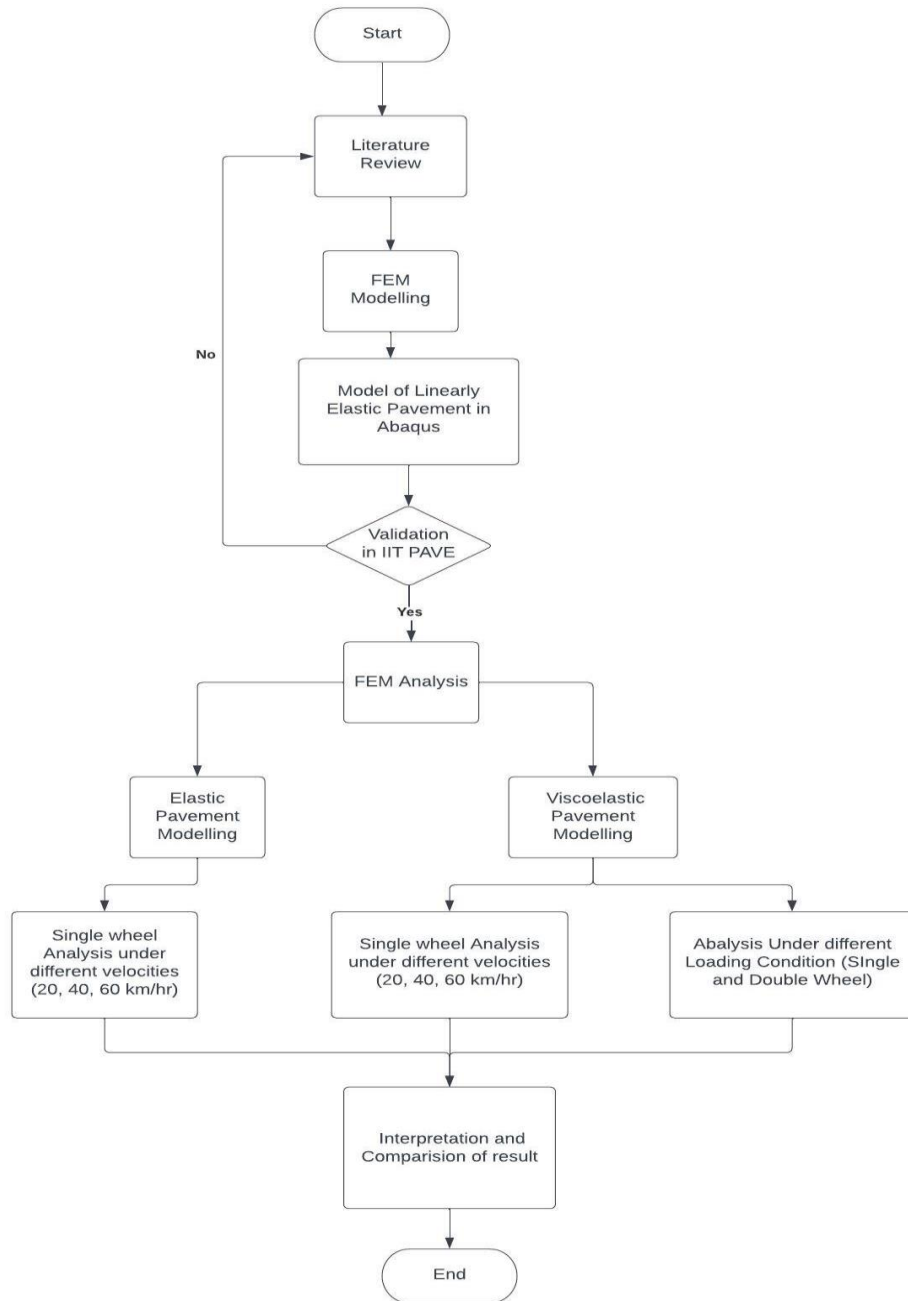 Start
Literature
Review
FEM
Modelling
No
Model of Linearly
Elastic Pavement in
Abaqus
Validation
in IIT PAVE
Yes
FEM Analysis
Elastic
Pavement
Modelling
Viscoelastic
Pavement
Modelling
Single wheel
Analysis under
different velocities
(20, 40, 60 km/hr)
Single wheel Analysis
under different velocities
(20, 40, 60 km/hr)
Abalysis Under different
Loading Condition (SIngle
and Double Wheel)
Interpretation and
Comparision of result
End